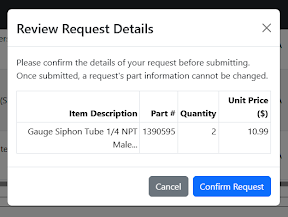 Review Request Details
Please confirm the details of your request before submitting.
Once submitted, a request's part information cannot be changed.
Unit Price
Item Description Part # Quantity ($)
Gauge Siphon Tube 1/4 NPT 1390595 2 10.99
Male...
Cancel Confirm Request